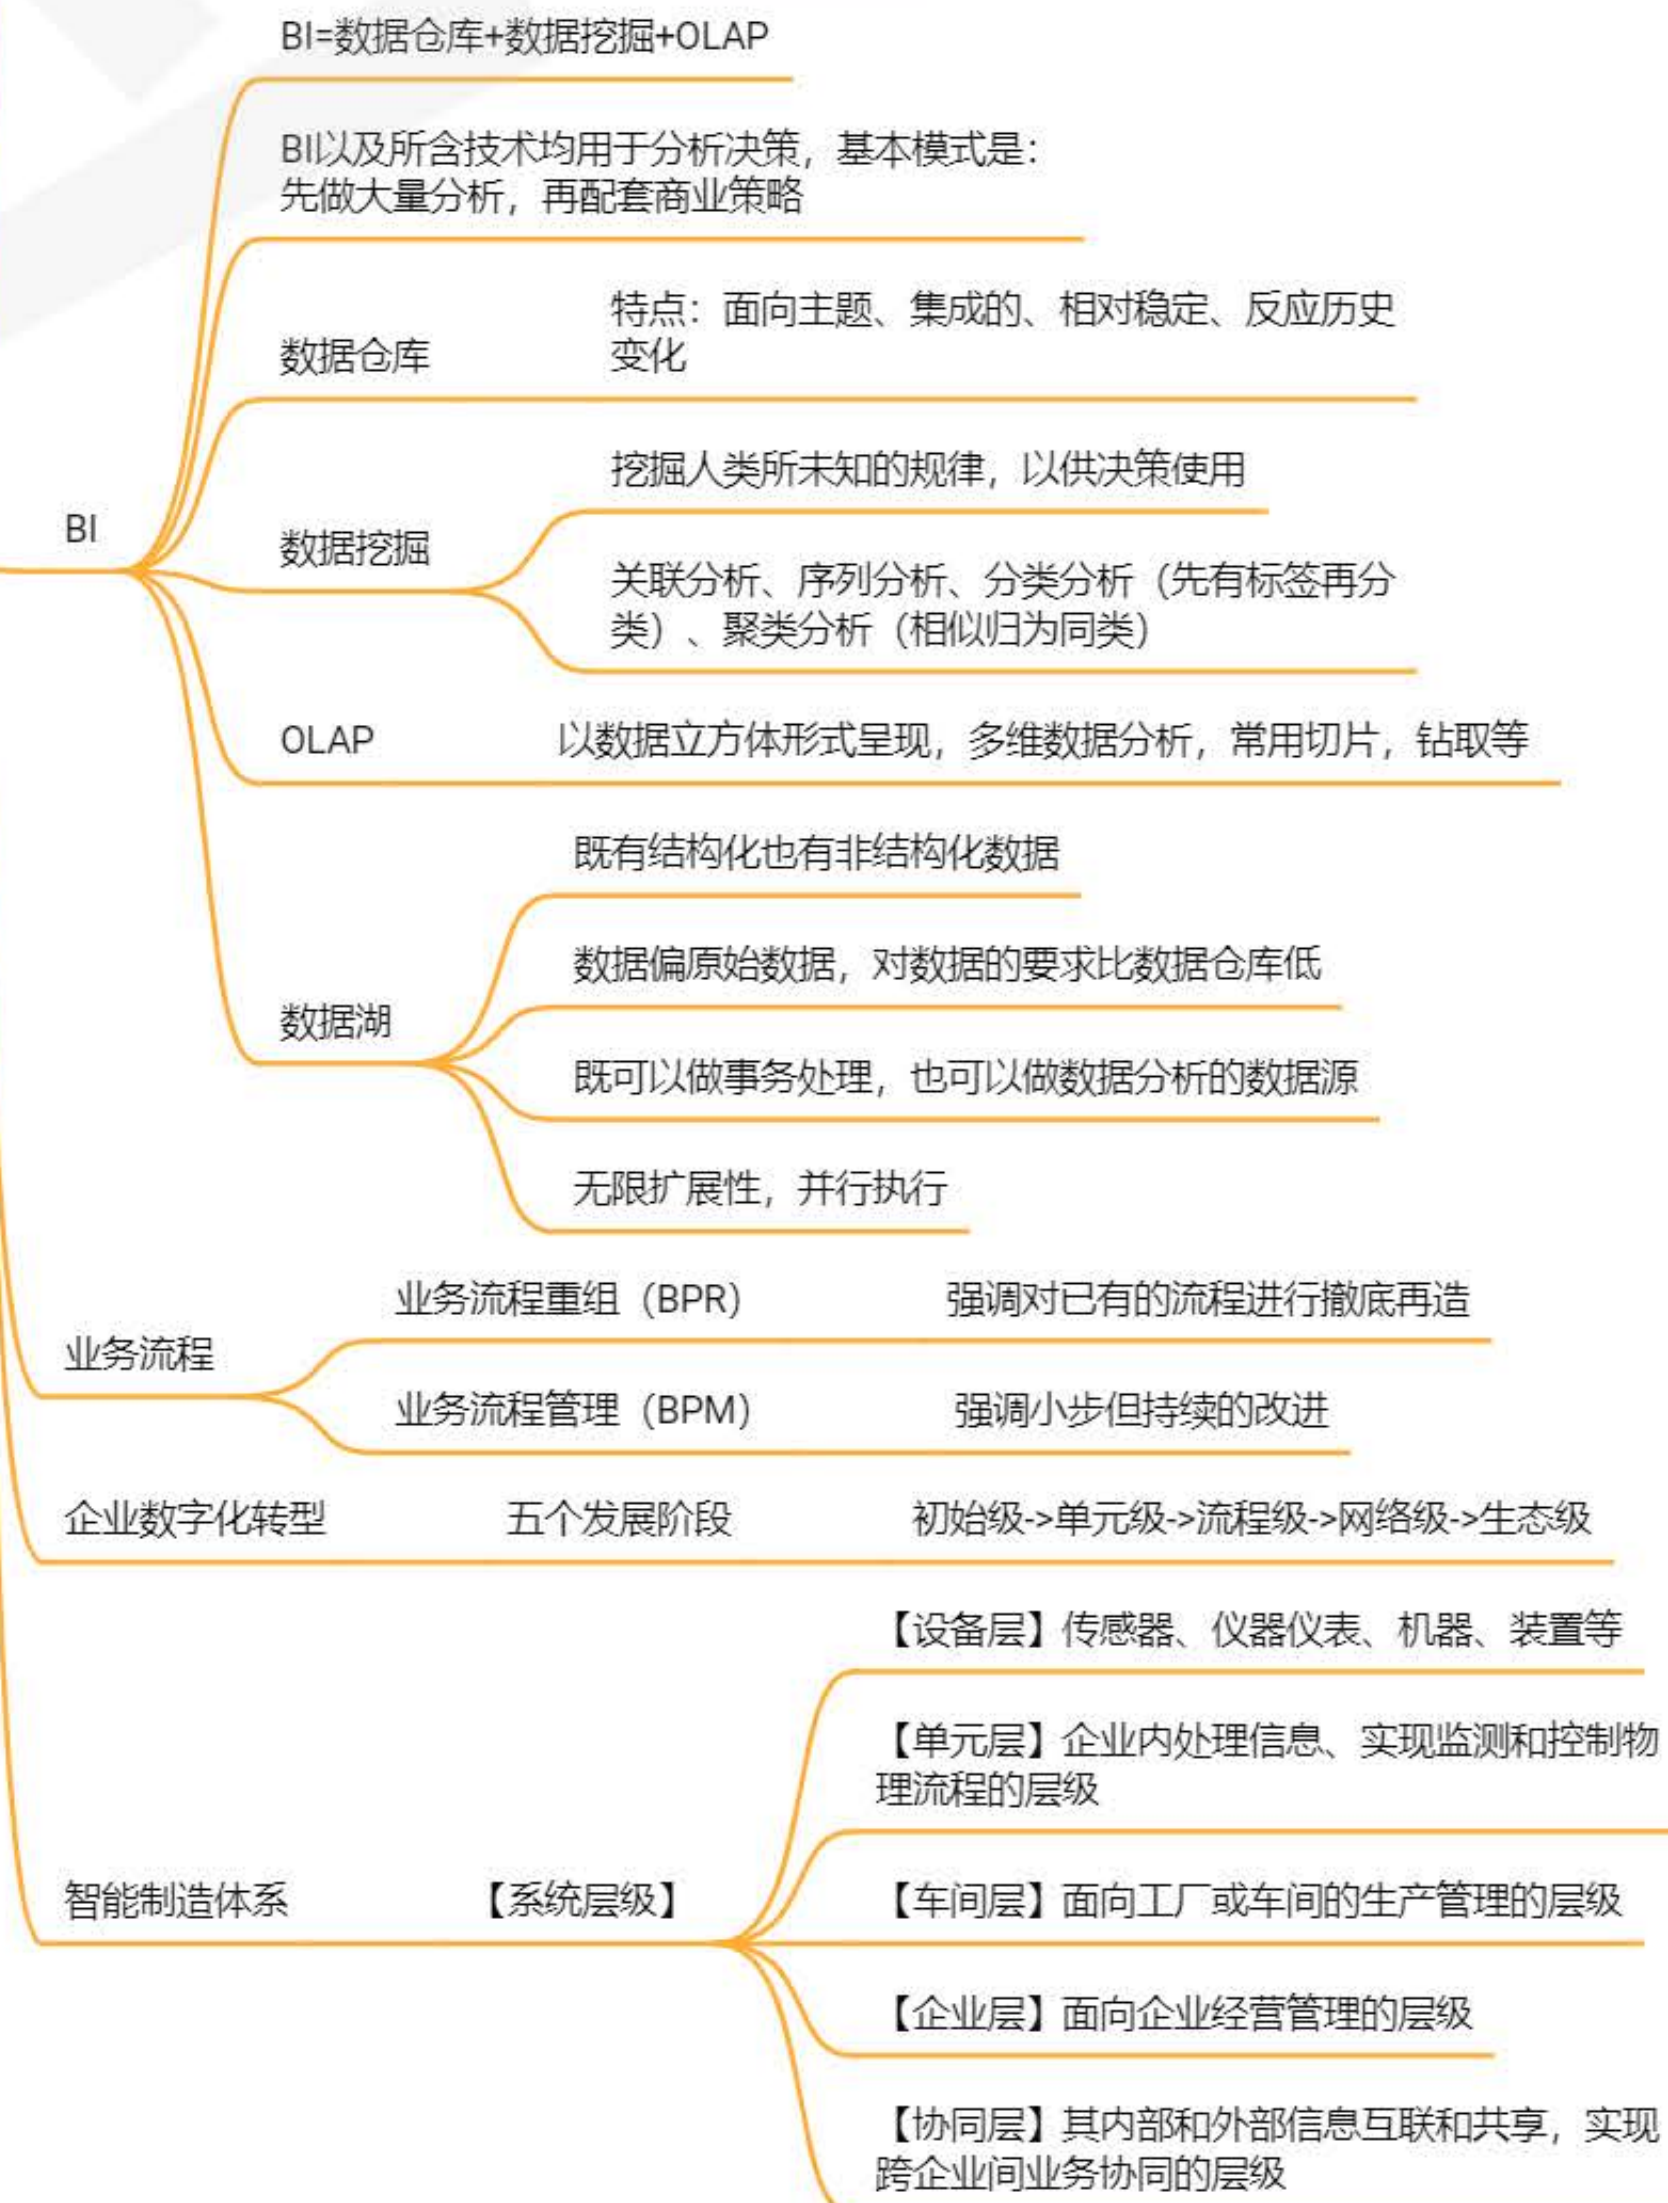 BI=数据仓库+数据挖掘+OLAP
BI以及所含技术均用于分析决策，基本模式是：
先做大量分析，再配套商业策略
数据仓库
特点：面向主题、集成的、相对稳定、反应历史
变化
BI
数据挖掘
挖掘人类所未知的规律，以供决策使用
关联分析、序列分析、分类分析（先有标签再分
类）、聚类分析（相似归为同类）
OLAP
以数据立方体形式呈现，多维数据分析，常用切片，钻取等
数据湖
既有结构化也有非结构化数据
数据偏原始数据，对数据的要求比数据仓库低
既可以做事务处理，也可以做数据分析的数据源
无限扩展性，并行执行
业务流程
业务流程重组（BPR）
强调对已有的流程进行撤底再造
业务流程管理（BPM）
强调小步但持续的改进
企业数字化转型
五个发展阶段
初始级->单元级->流程级->网络级->生态级
智能制造体系
【系统层级】
【设备层】传感器、仪器仪表、机器、装置等
【单元层】企业内处理信息、实现监测和控制物
理流程的层级
【车间层】面向工厂或车间的生产管理的层级
【企业层】面向企业经营管理的层级
【协同层】其内部和外部信息互联和共享，实现
跨企业间业务协同的层级